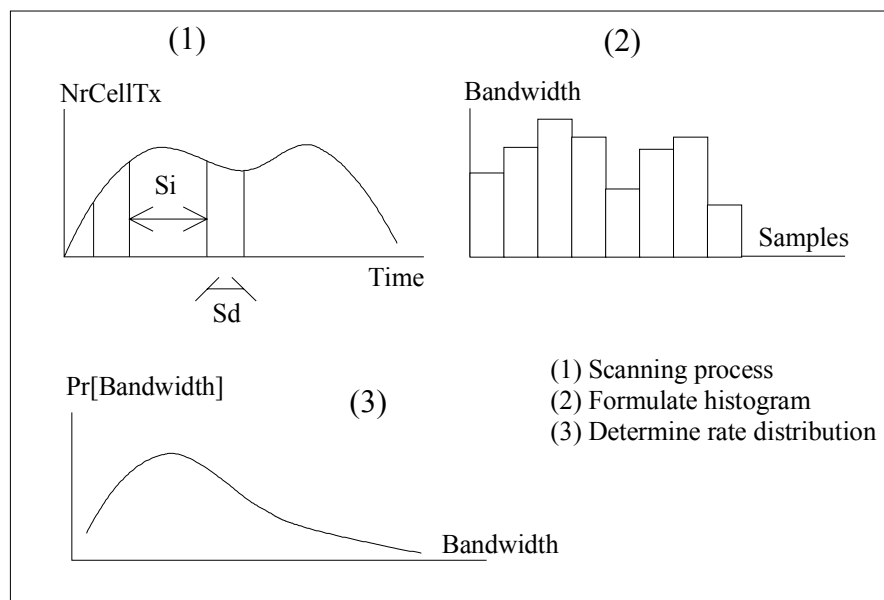 (1)
(2)
NrCellTx
Bandwidth
Si
Samples
Time
Sd
Pr[Bandwidth]
(3)
(1) Scanning process
(2) Formulate histogram
(3) Determine rate distribution
Bandwidth